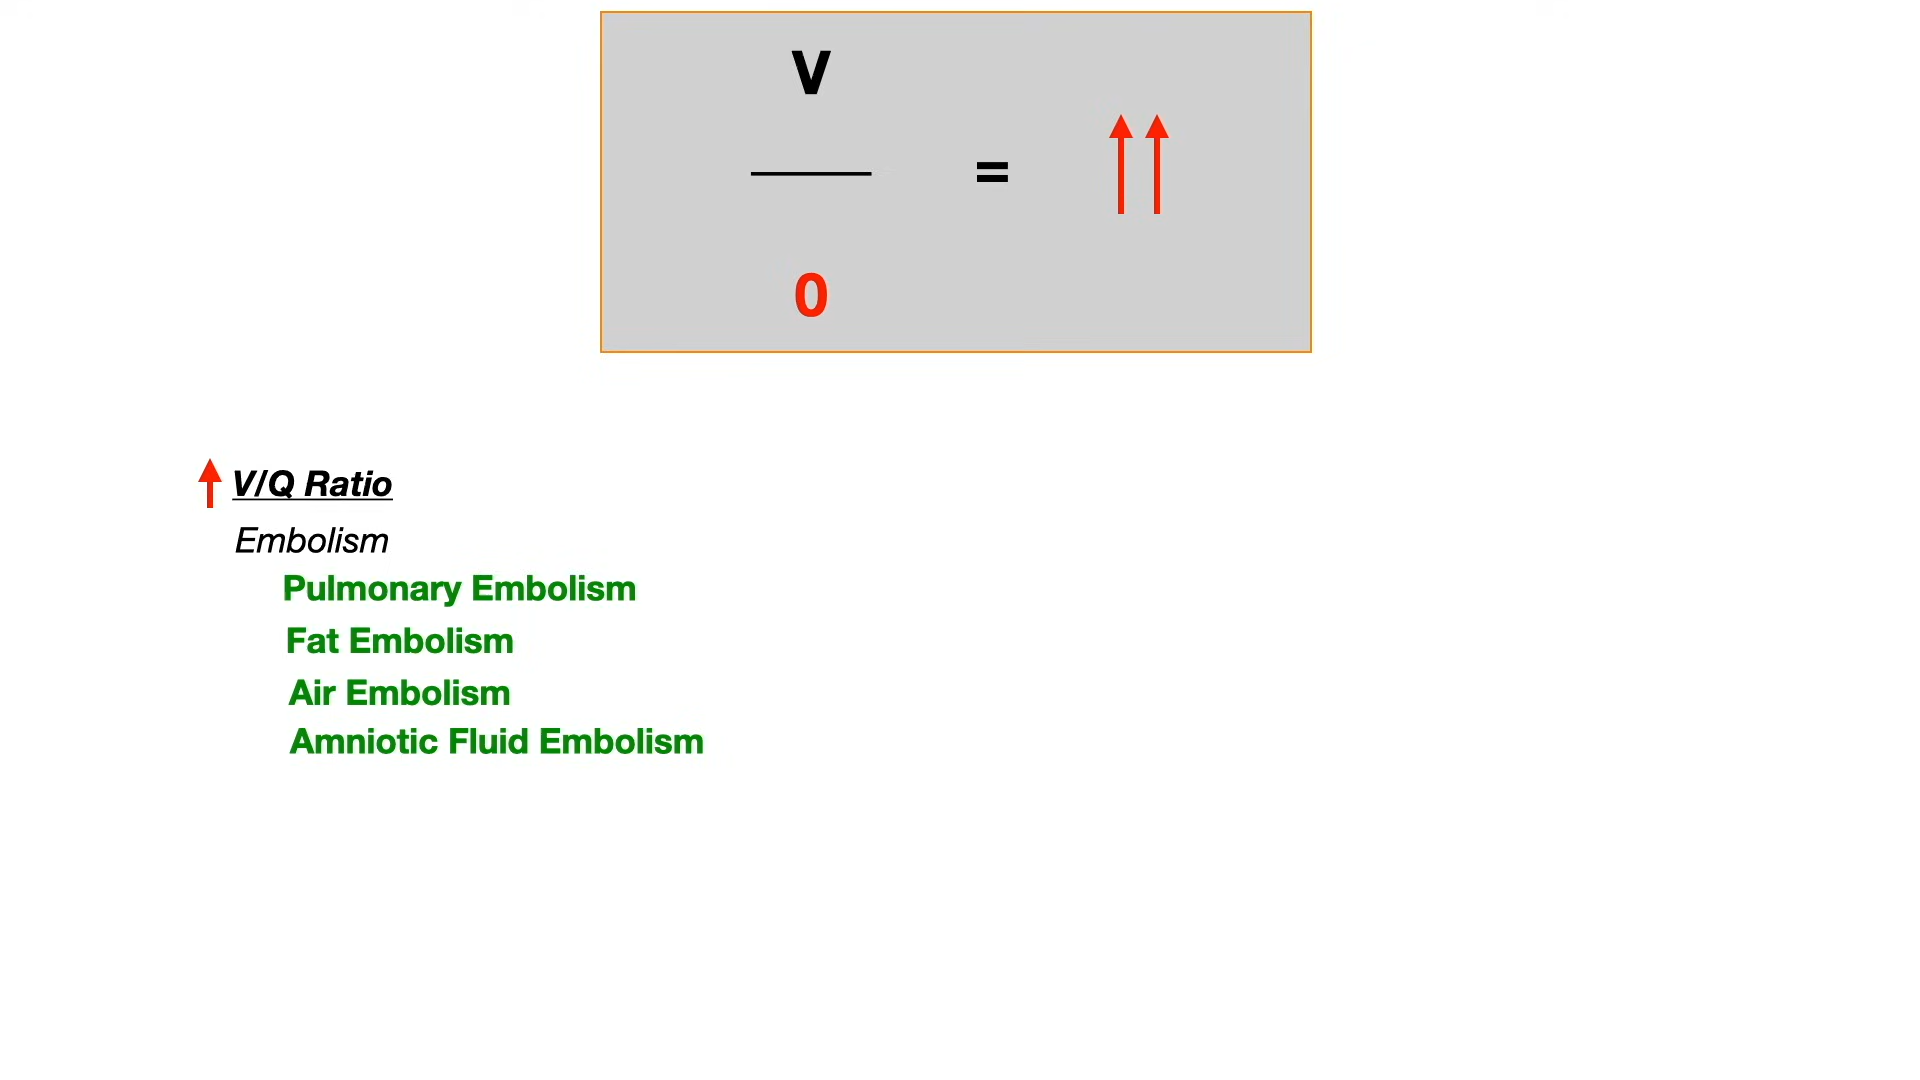 V
=
0
V/Q Ratio
Embolism
Pulmonary Embolism
Fat Embolism
Air Embolism
Amniotic Fluid Embolism